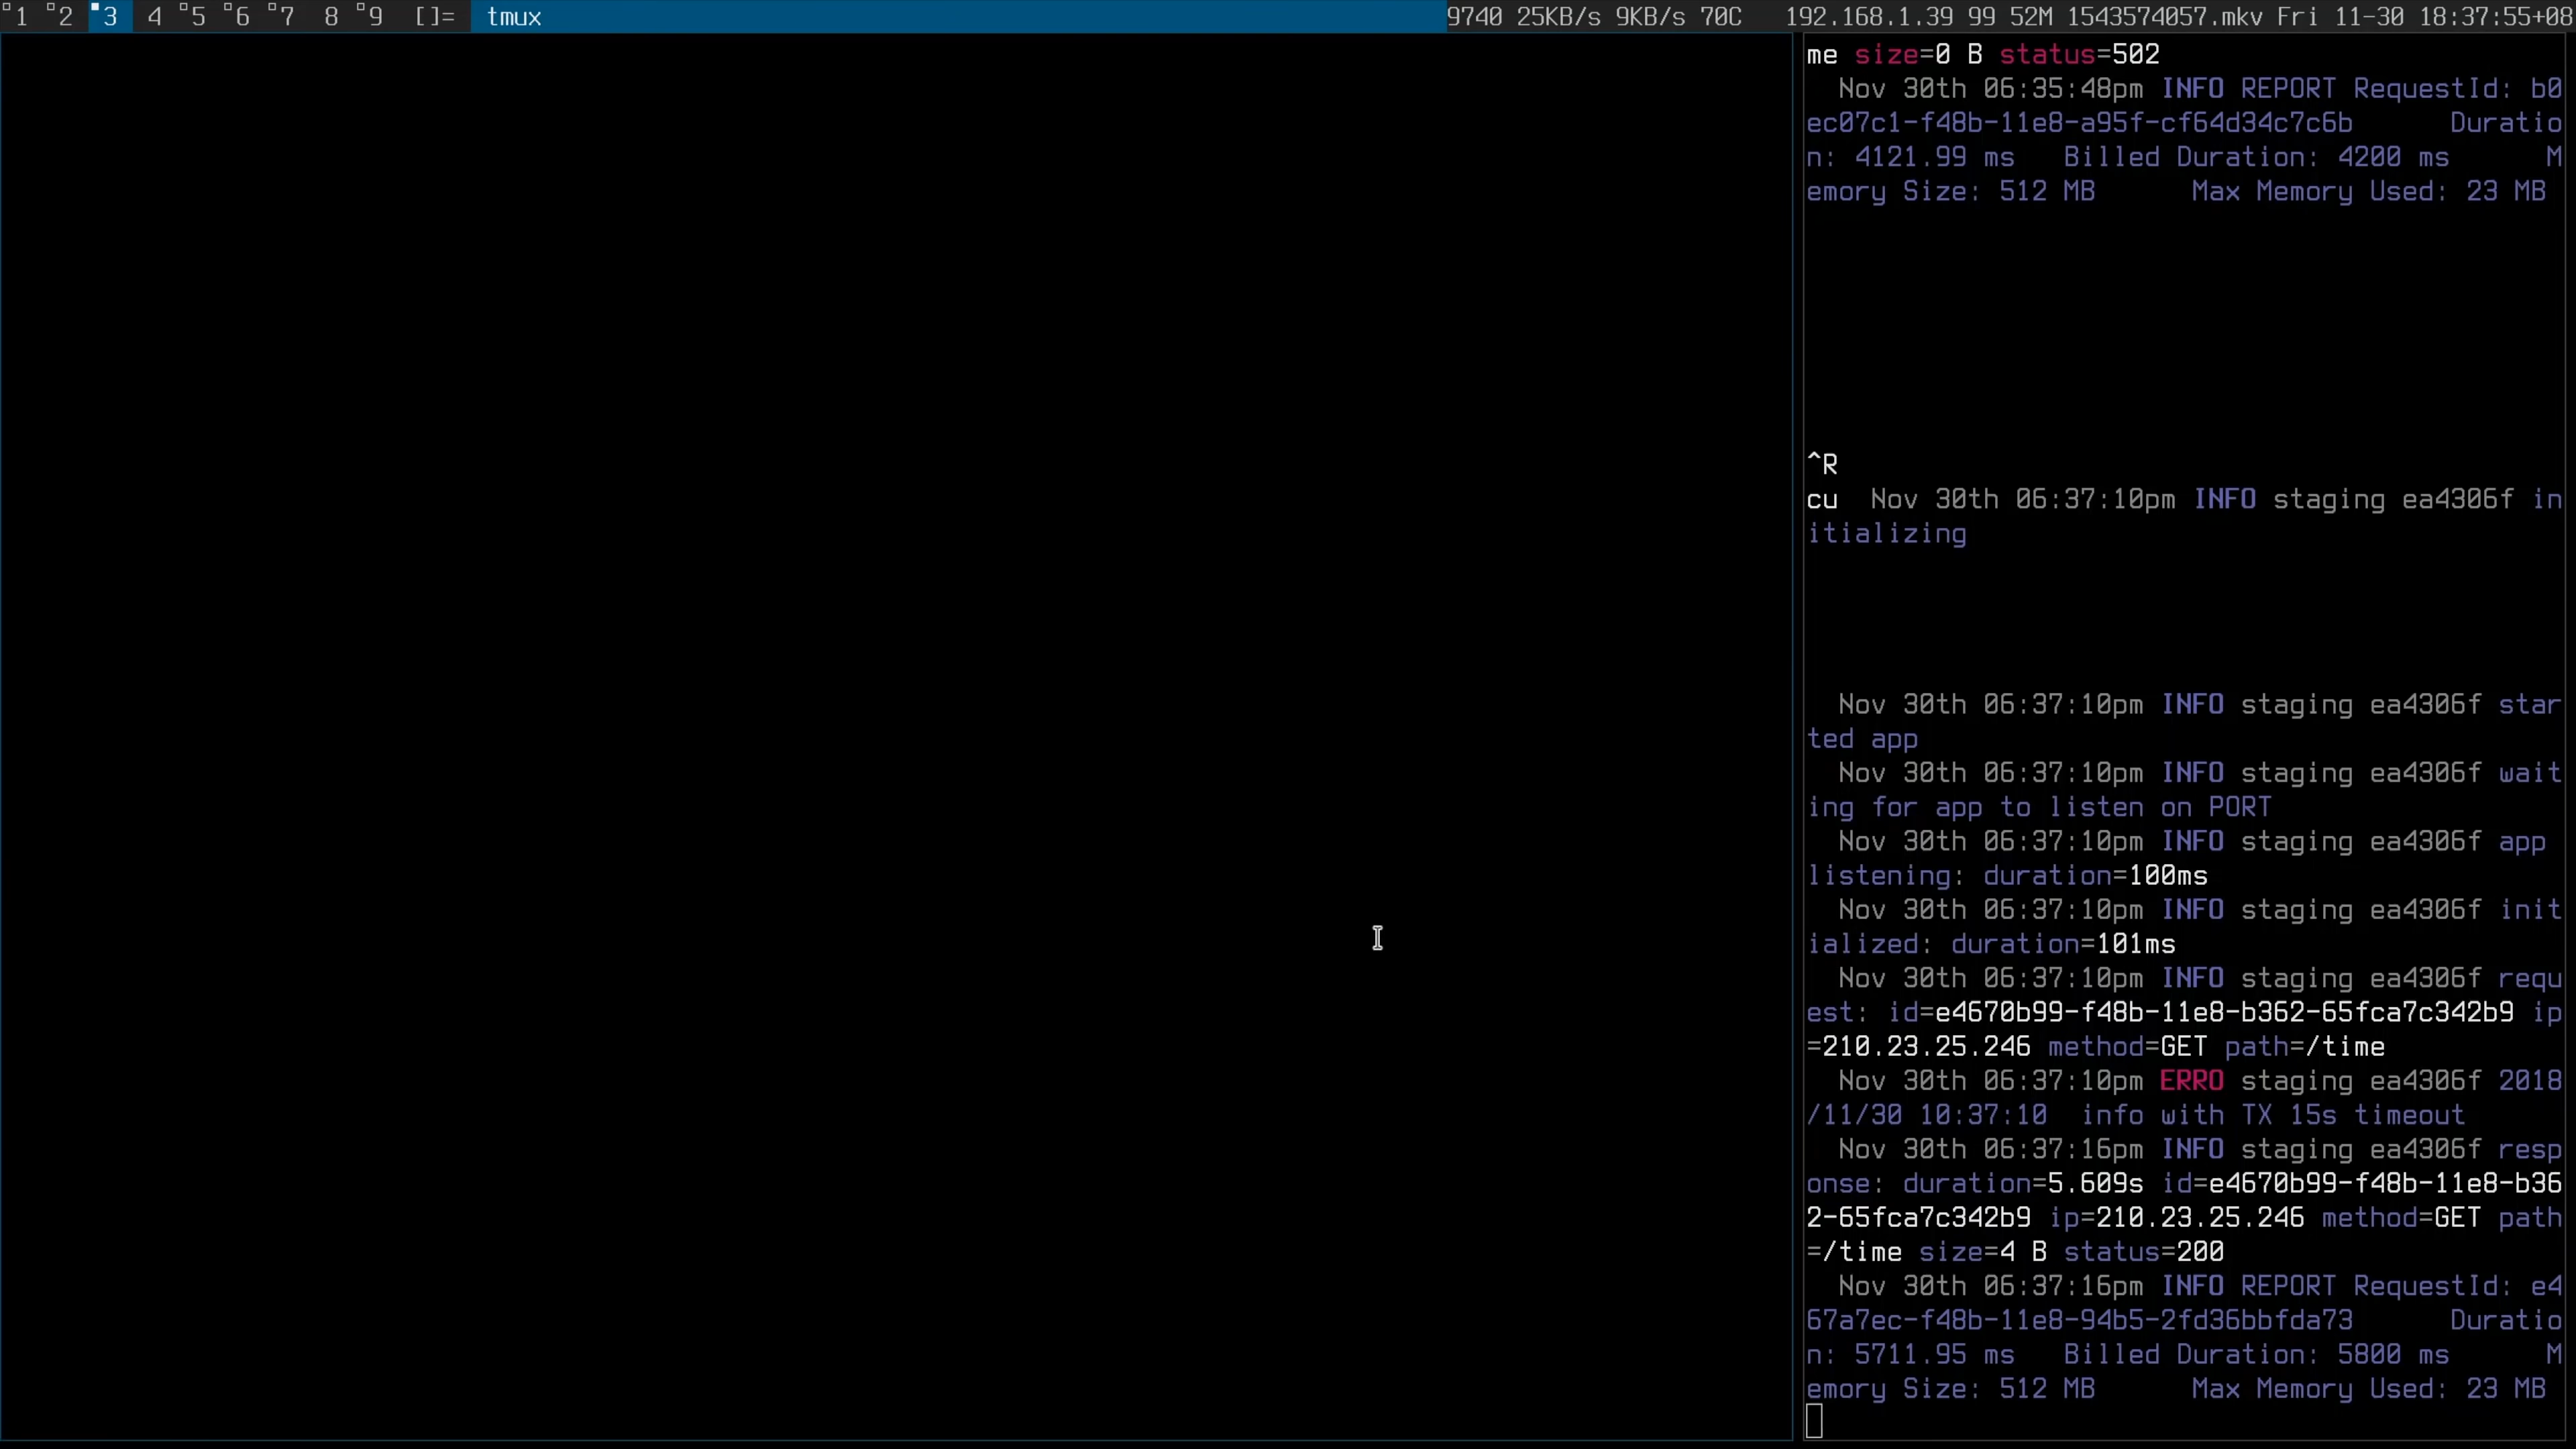 1 2 3 4 5 6 7 8 9 []= tmux 9740 25KB/s 9KB/s 70C 192.168.1.39 99 52M 1543574057.mkv Fri 11-30 18:37:55+08
me size=0 B status=502
Nov 30th 06:35:48pm INFO REPORT RequestId: b0
ec07c1-f48b-11e8-a95f-cf64d34c7c6b Duratio
n: 4121.99 ms Billed Duration: 4200 ms M
emory Size: 512 MB Max Memory Used: 23 MB
^R
cu Nov 30th 06:37:10pm INFO staging ea4306f in
itializing
Nov 30th 06:37:10pm INFO staging ea4306f star
ted app
Nov 30th 06:37:10pm INFO staging ea4306f wait
ing for app to listen on PORT
Nov 30th 06:37:10pm INFO staging ea4306f app
listening: duration=100ms
Nov 30th 06:37:10pm INFO staging ea4306f init
ialized: duration=101ms
Nov 30th 06:37:10pm INFO staging ea4306f requ
est: id=e4670b99-f48b-11e8-b362-65fca7c342b9 ip
=210.23.25.246 method=GET path=/time
Nov 30th 06:37:10pm ERRO staging ea4306f 2018
/11/30 10:37:10 info with TX 15s timeout
Nov 30th 06:37:16pm INFO staging ea4306f resp
onse: duration=5.609s id=e4670b99-f48b-11e8-b36
2-65fca7c342b9 ip=210.23.25.246 method=GET path
=/time size=4 B status=200
Nov 30th 06:37:16pm INFO REPORT RequestId: e4
67a7ec-f48b-11e8-94b5-2fd36bbfda73 Duratio
n: 5711.95 ms Billed Duration: 5800 ms M
emory Size: 512 MB Max Memory Used: 23 MB